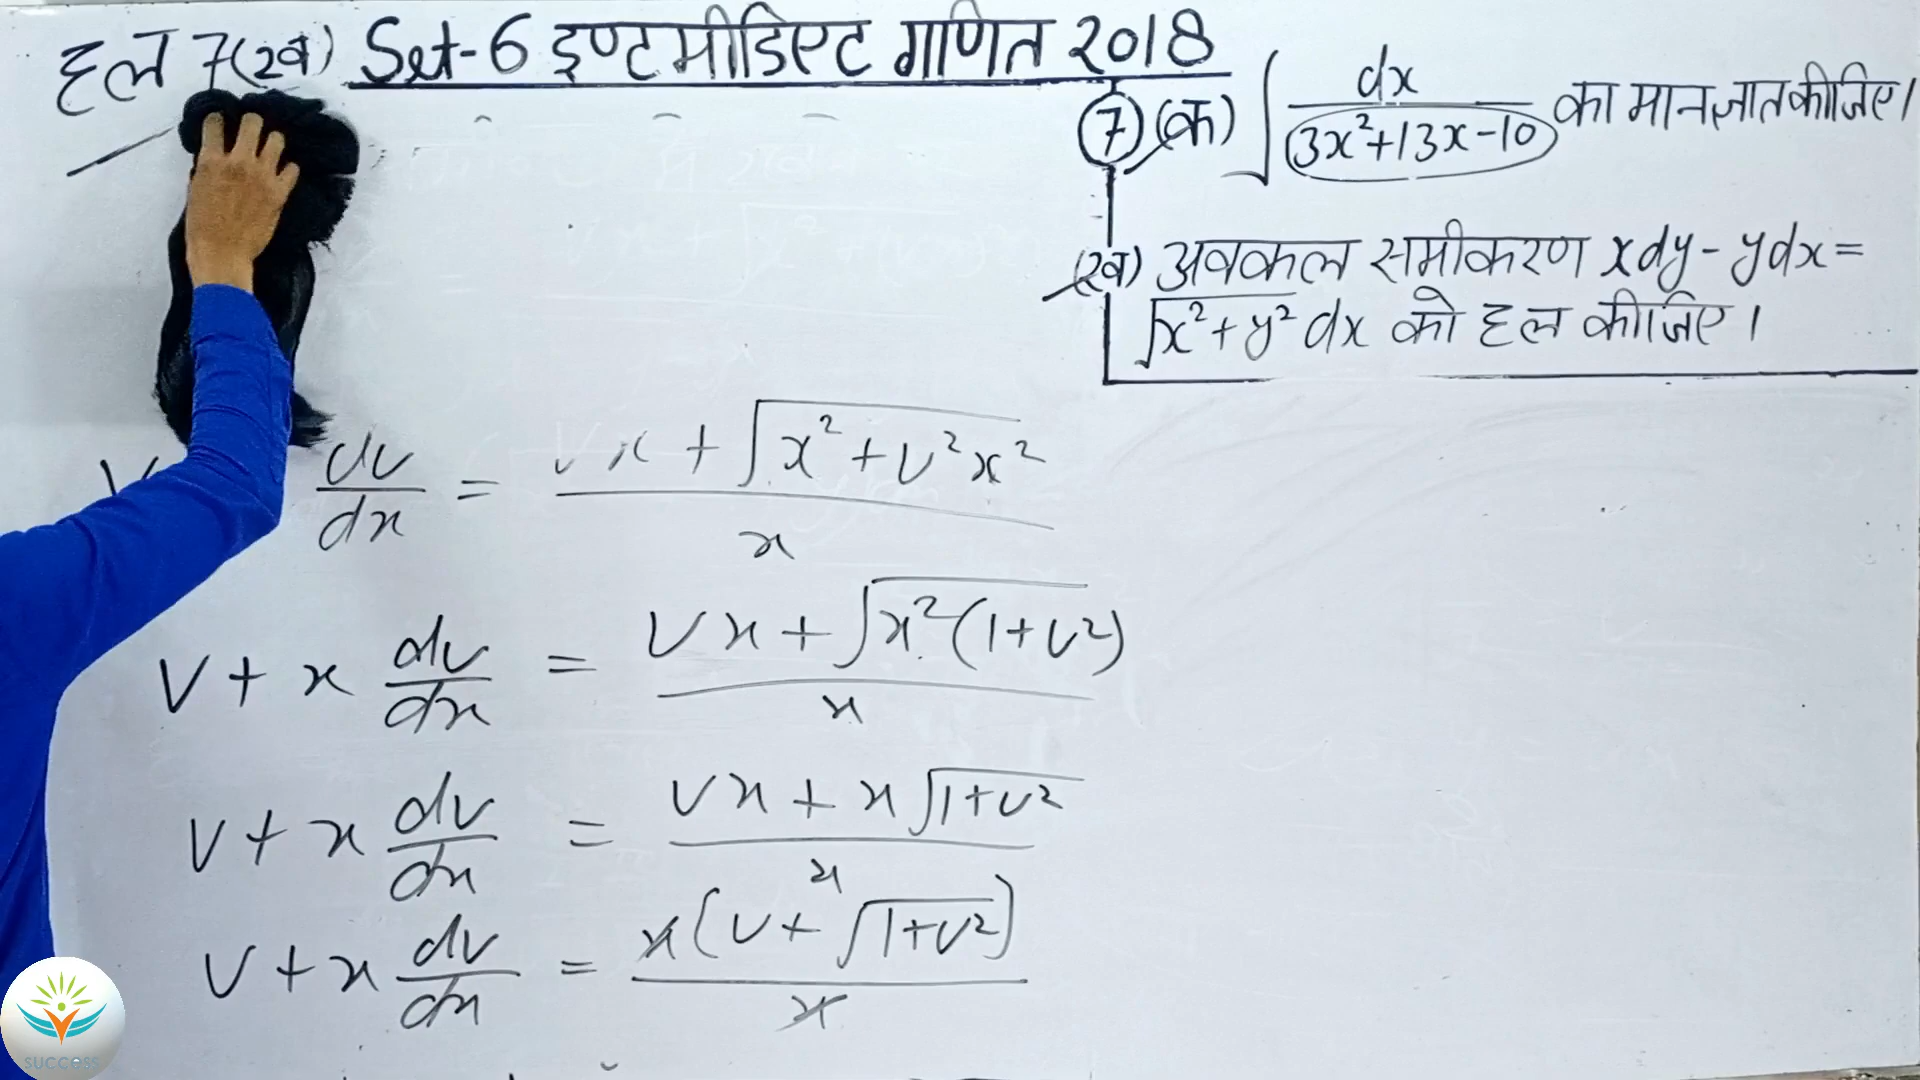 हल 7(ख) Set-6 इण्टमीडिएट गणित 2018
7 (क) ∫ dx / (3x²+13x-10) का मान ज्ञात कीजिए।
(ख) अवकल समीकरण xdy - ydx =
√x²+y² dx को हल कीजिए।
V dv/dx = Vx + √x² + v²x² / x
V + x dv/dx = Vx + √x²(1+v²) / x
V + x dv/dx = Vx + x√1+v² / x
V + x dv/dx = x(V + √1+v²) / x
SUCCESS